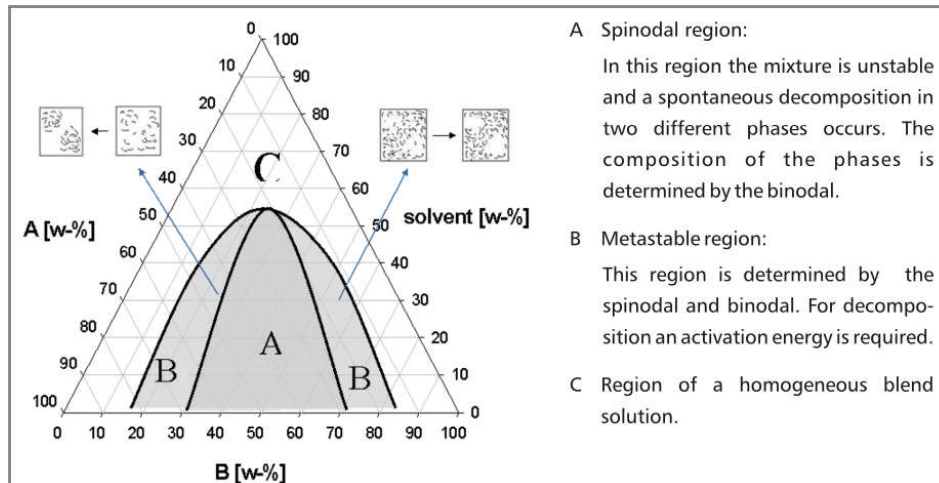 0
100
10
90
20
80
30
70
40
60
50
50
60
40
70
30
80
20
90
10
100
0
0 10 20 30 40 50 60 70 80 90 100
A [w-%]
solvent [w-%]
B [w-%]
C
A
B
B
A Spinodal region:
In this region the mixture is unstable
and a spontaneous decomposition in
two different phases occurs. The
composition of the phases is
determined by the binodal.
B Metastable region:
This region is determined by the
spinodal and binodal. For decompo-
sition an activation energy is required.
C Region of a homogeneous blend
solution.